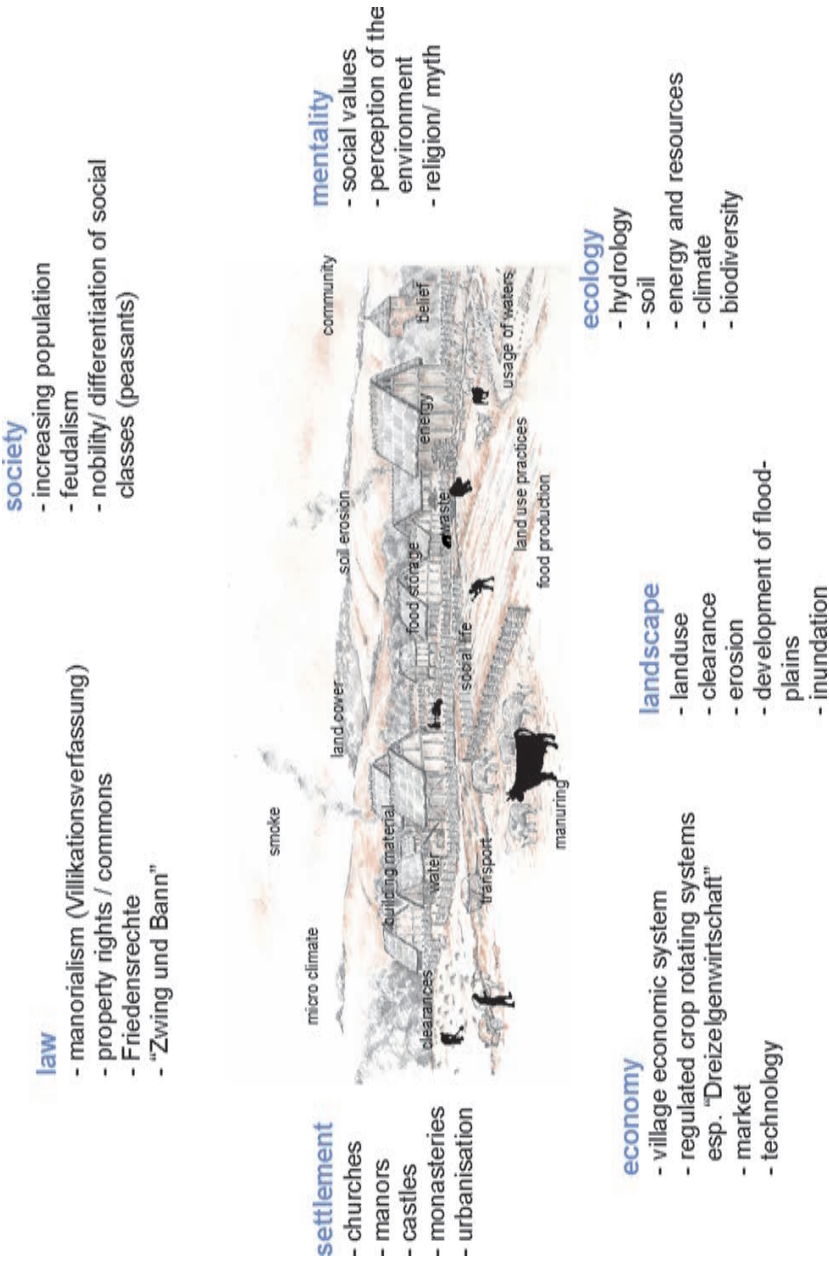 law
- manorialism (Villikationsverfassung)
- property rights / commons
- Friedensrechte
- “Zwing und Bann”
society
- increasing population
- feudalism
- nobility/ differentiation of social
classes (peasants)
settlement
- churches
- manors
- castles
- monasteries
- urbanisation
micro climate
smoke
land cover
soil erosion
community
clearances
building material
water
food storage
waste
energy
belief
transport
social life
manuring
land use practices
food production
usage of waters
mentality
- social values
- perception of the
environment
- religion/ myth
economy
- village economic system
- regulated crop rotating systems
esp. “Dreizelgenwirtschaft”
- market
- technology
landscape
- landuse
- clearance
- erosion
- development of flood-
plains
- inundation
ecology
- hydrology
- soil
- energy and resources
- climate
- biodiversity